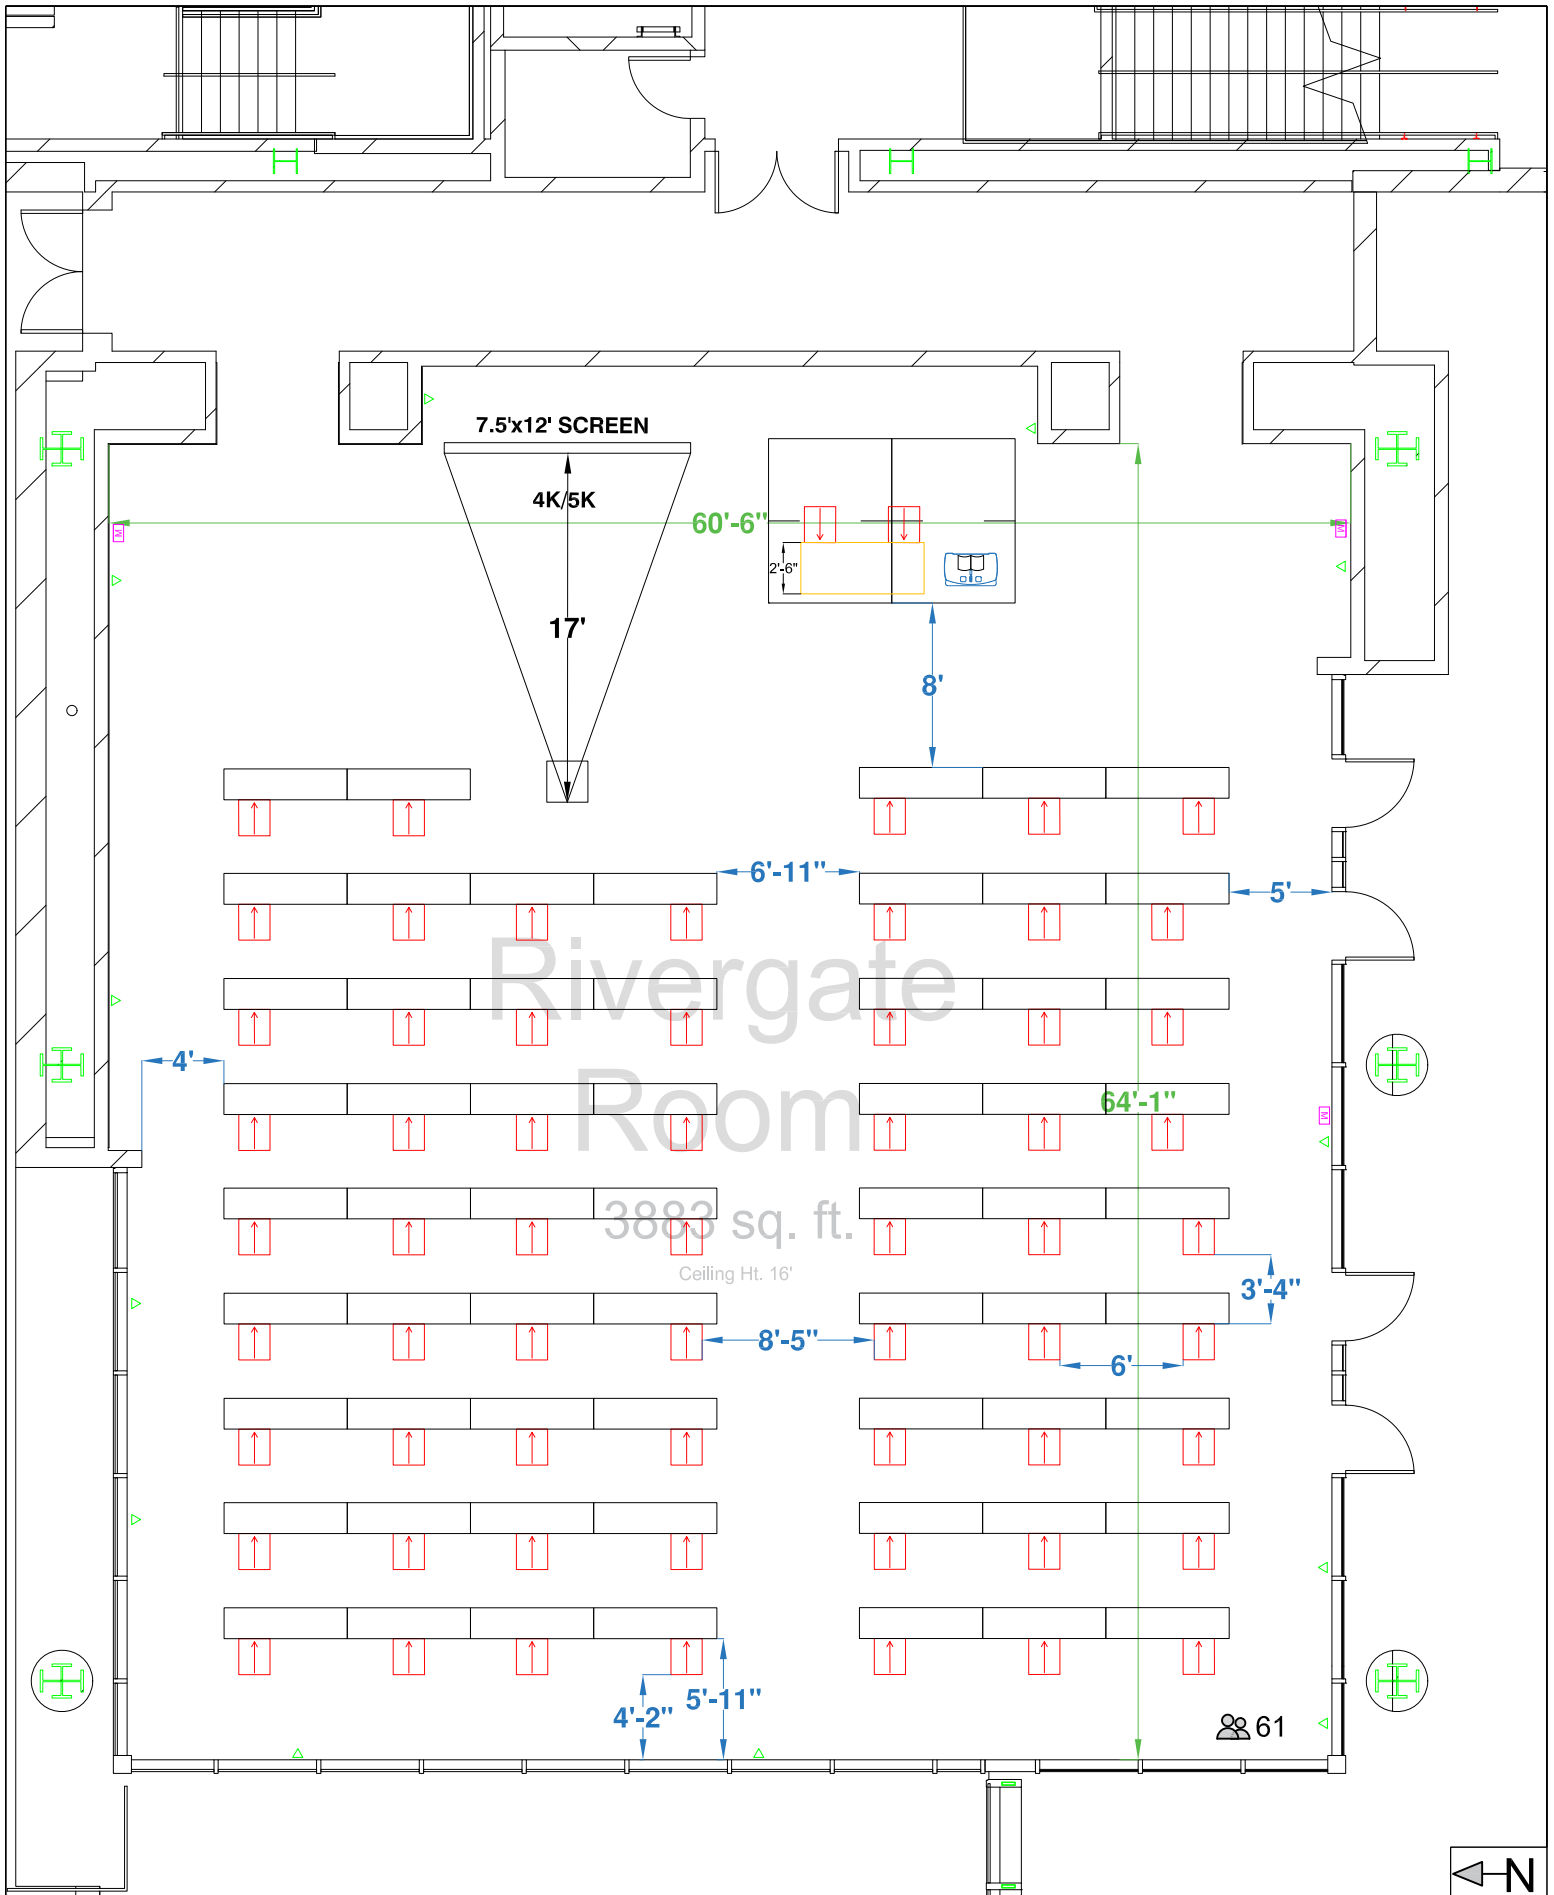 7.5'x12' SCREEN
4K/5K
60'-6"
M
M
2'-6"
17'
8'
6'-11"
5'
Rivergate
4'
Room
64'-1"
M
3883 sq. ft.
Ceiling Ht. 16'
3'-4"
8'-5"
6'
5'-11"
4'-2"
61
N